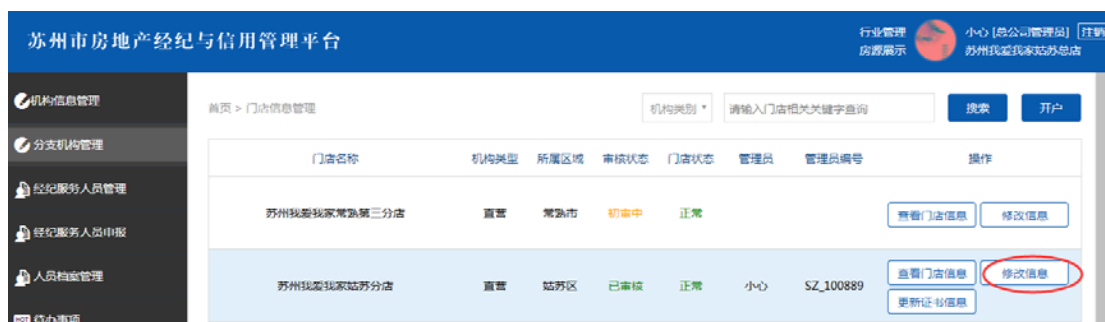 苏州市房地产经纪与信用管理平台
行业管理
房源展示
小心 [总公司管理员] 注销
苏州我爱我家姑苏总店
机构信息管理
首页 > 门店信息管理
机构类别
请输入门店相关关键字查询
搜索
开户
分支机构管理
门店名称 机构类型 所属区域 审核状态 门店状态 管理员 管理员编号 操作
经纪服务人员管理
苏州我爱我家常熟第三分店 直营 常熟市 初审中 正常 查看门店信息 修改信息
经纪服务人员申报
人员档案管理
苏州我爱我家姑苏分店 直营 姑苏区 已审核 正常 小心 SZ_100889 查看门店信息 修改信息
更新证书信息
HOT 待办事项